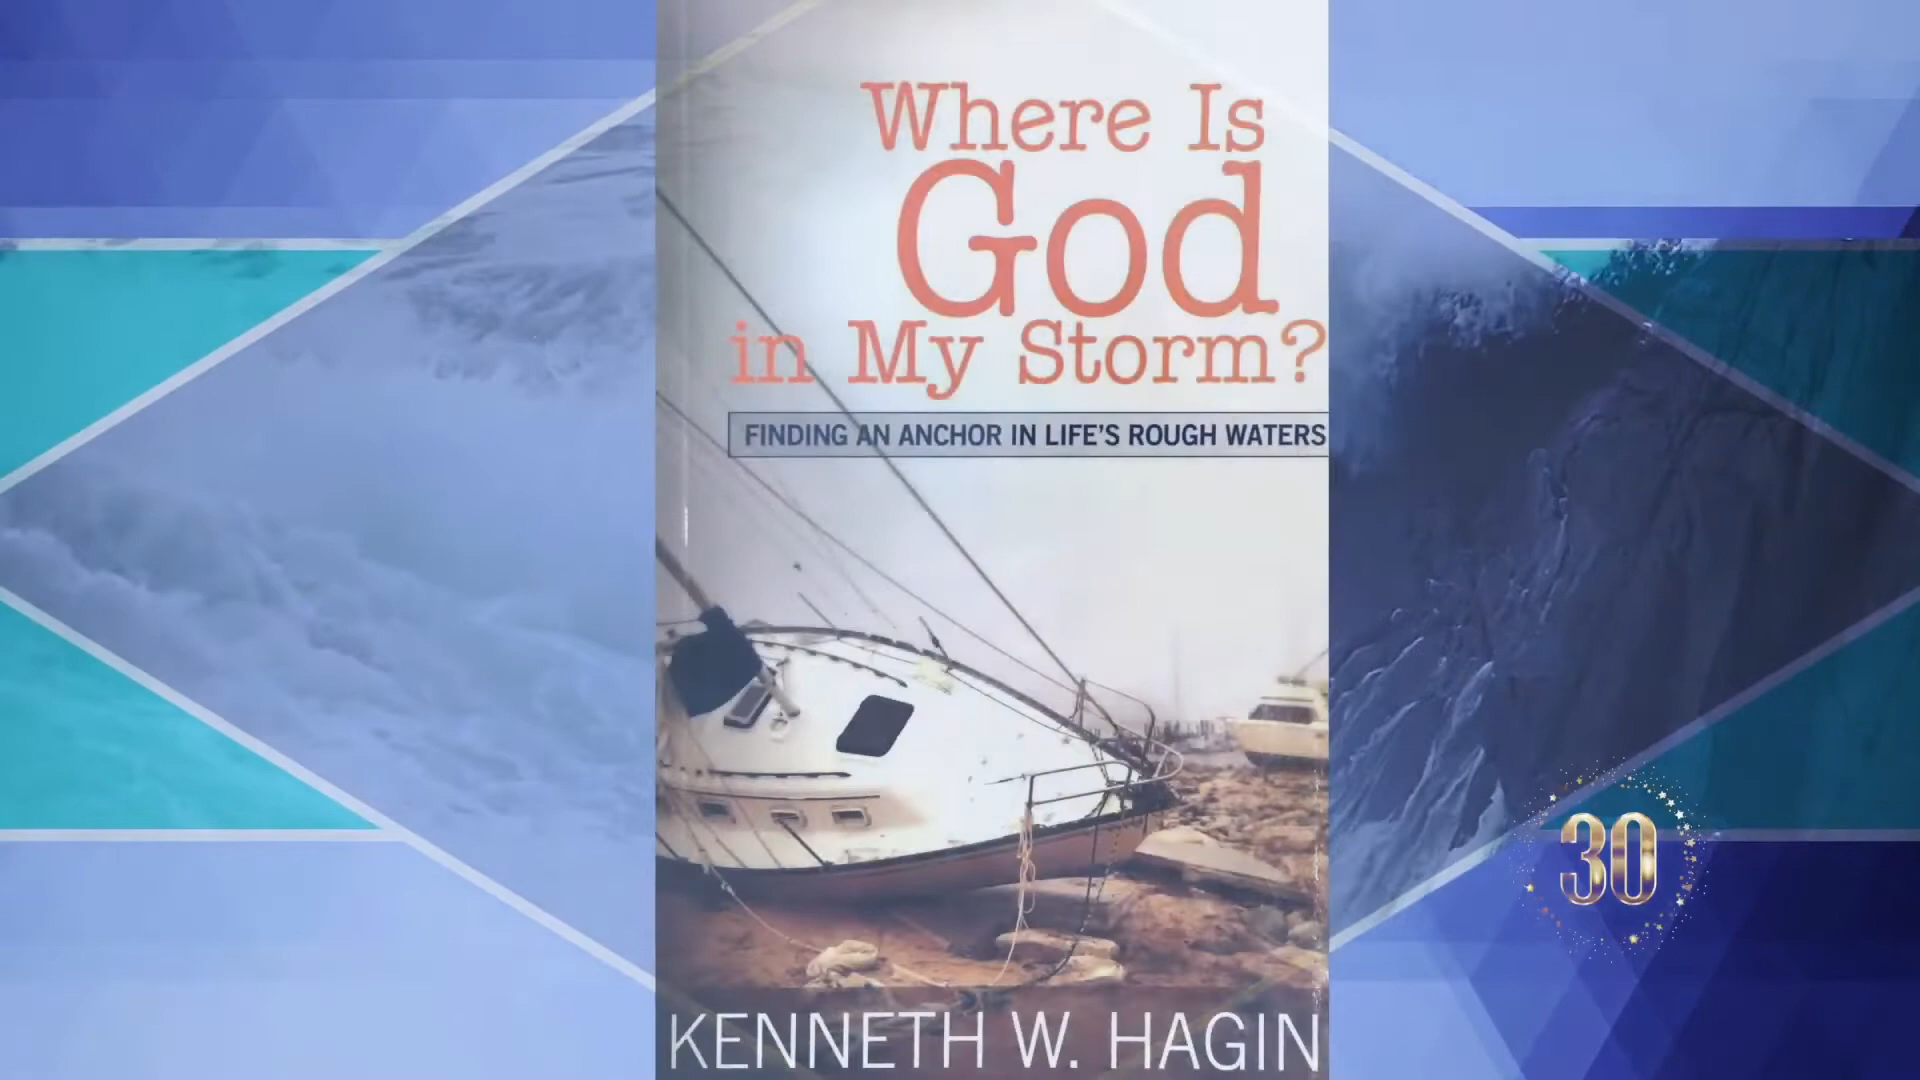 Where Is
God
in My Storm?
FINDING AN ANCHOR IN LIFE'S ROUGH WATERS
KENNETH W. HAGIN
30